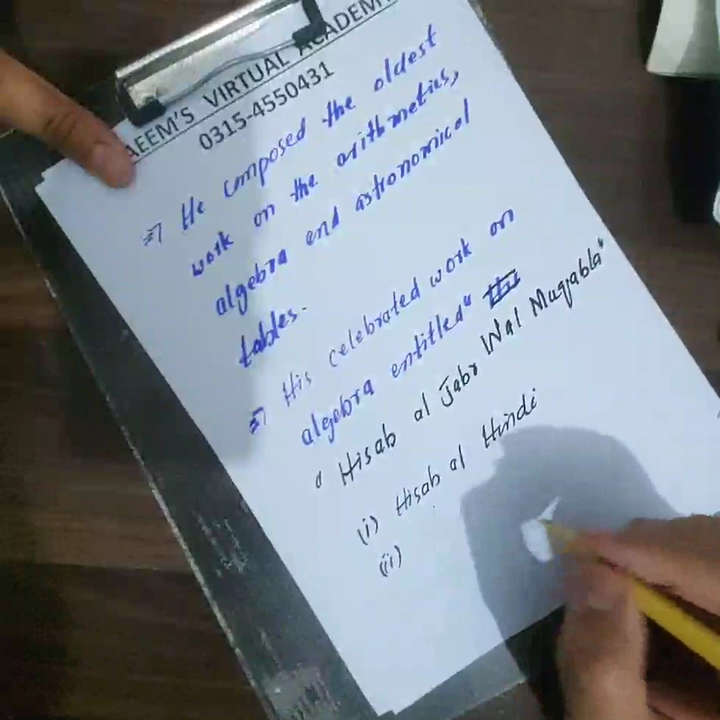 AEEM'S VIRTUAL ACADEM
0315-4550431
⇒ He composed the oldest
work on the arithmetics,
algebra and astronomical
tables.
⇒ His celebrated work on
algebra entitled"
" Hisab al Jabr Wal Muqabla"
(i) Hisab al Hindi
(ii)